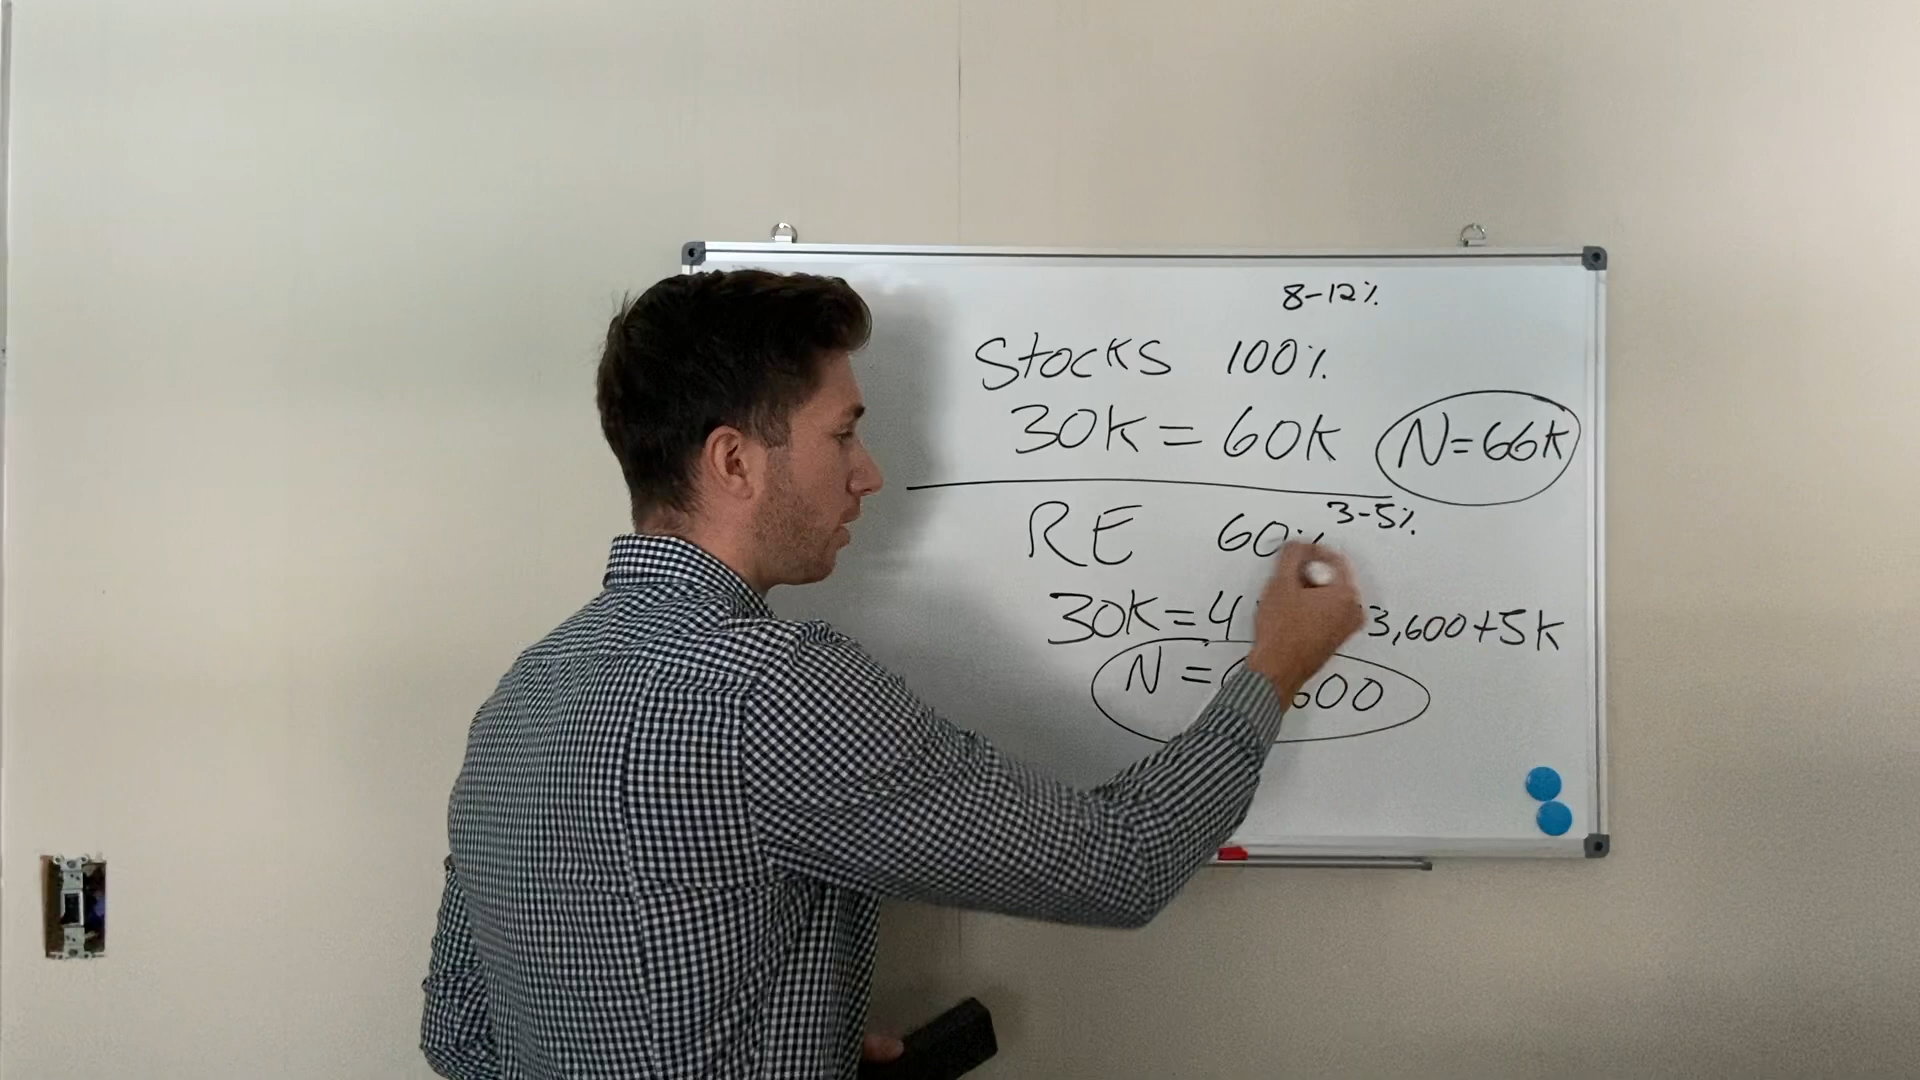 8-12%
Stocks 100%
30K = 60K N=66K
RE 60% 3-5%
30K=4 3,600+5K
N= 600